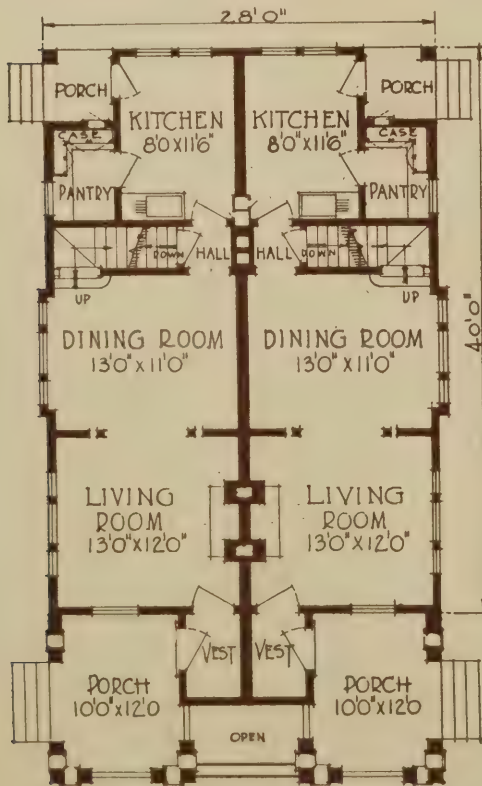 28'0"
PORCH
PORCH
KITCHEN
8'0"X11'6"
KITCHEN
8'0"X11'6"
CASE
CASE
PANTRY
PANTRY
HALL
HALL
DOWN
DOWN
UP
UP
40'0"
DINING ROOM
13'0"X11'0"
DINING ROOM
13'0"X11'0"
LIVING
ROOM
13'0"X12'0"
LIVING
ROOM
13'0"X12'0"
VEST
VEST
PORCH
10'0"X12'0
PORCH
10'0"X12'0
OPEN